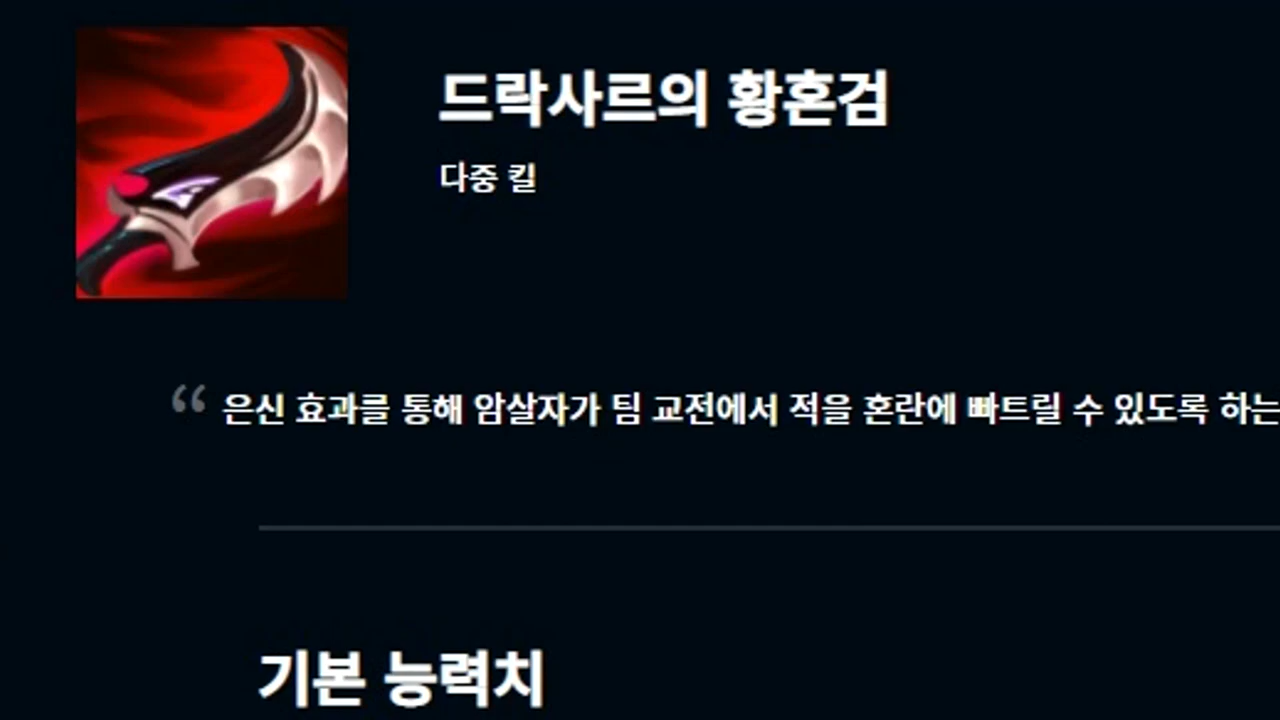 드락사르의 황혼검
다중 킬
“ 은신 효과를 통해 암살자가 팀 교전에서 적을 혼란에 빠트릴 수 있도록 하는
기본 능력치